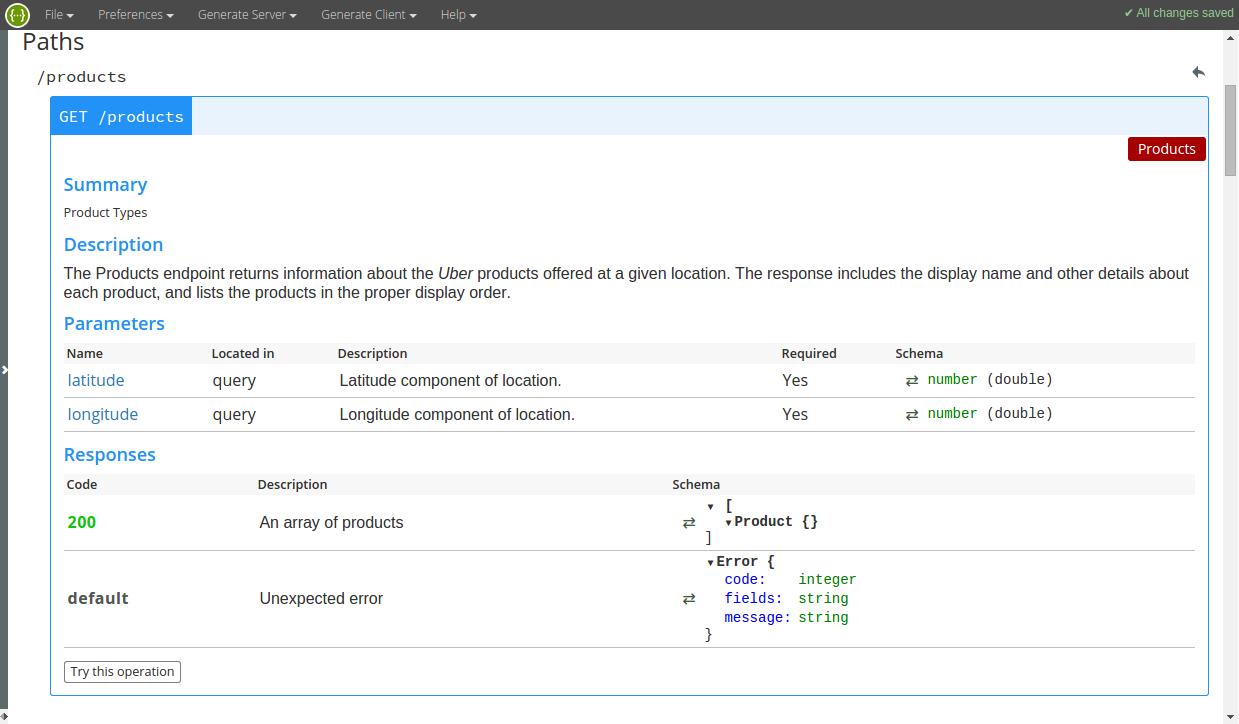 {··} File Preferences Generate Server Generate Client Help ✔ All changes saved
Paths
/products
GET /products
Products
Summary
Product Types
Description
The Products endpoint returns information about the Uber products offered at a given location. The response includes the display name and other details about
each product, and lists the products in the proper display order.
Parameters
Name Located in Description Required Schema
latitude query Latitude component of location. Yes ⇄ number (double)
longitude query Longitude component of location. Yes ⇄ number (double)
Responses
Code Description Schema
200 An array of products ⇄ ▼ [
▼Product {}
]
default Unexpected error ⇄ ▼Error {
code: integer
fields: string
message: string
}
Try this operation